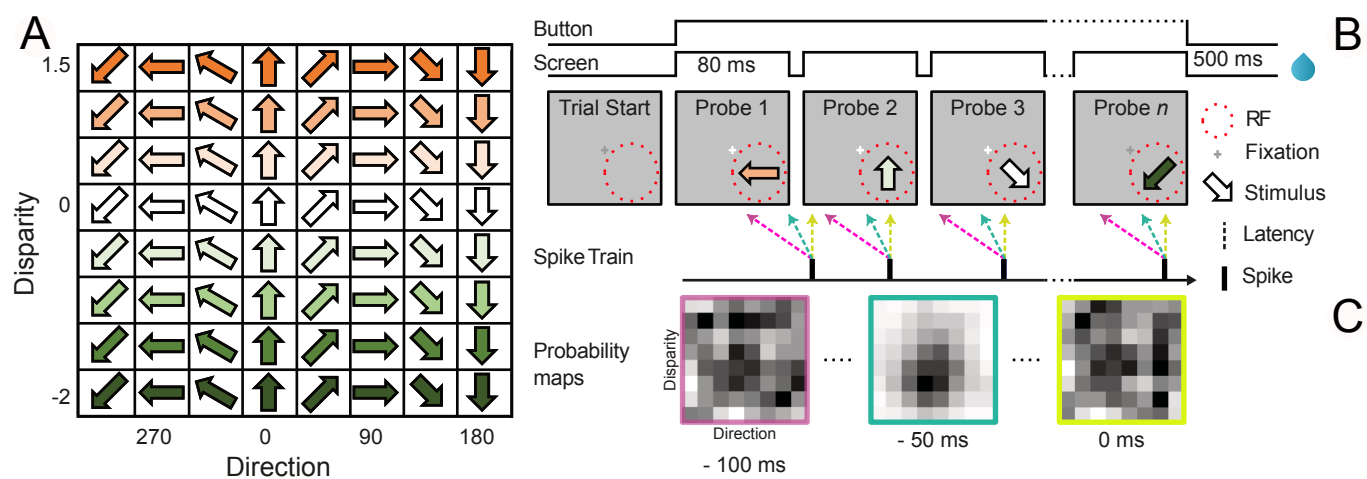 A
Disparity
1.5
0
-2
270 0 90 180
Direction
B
Button
Screen
80 ms
500 ms
Trial Start
Probe 1
Probe 2
Probe 3
Probe n
RF
Fixation
Stimulus
Latency
Spike
Spike Train
C
Probability
maps
Disparity
Direction
- 100 ms
- 50 ms
0 ms